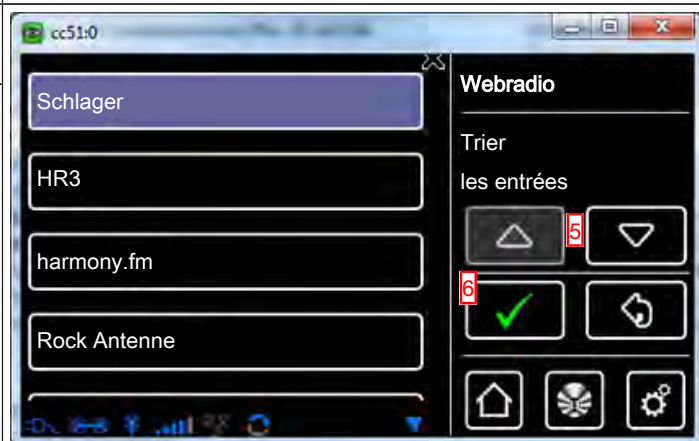 cc51:0
Schlager
HR3
harmony.fm
Rock Antenne
Webradio
Trier
les entrées
5
6